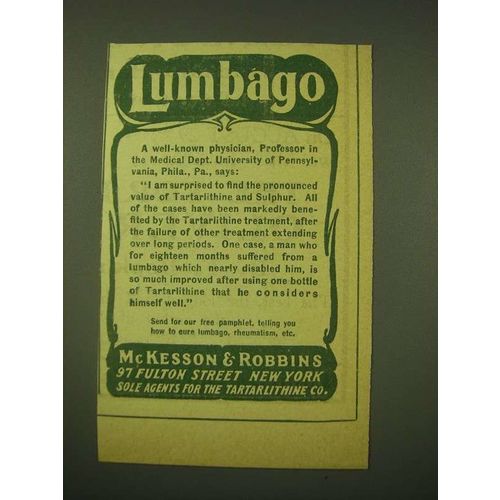 Lumbago
A well-known physician, Professor in
the Medical Dept. University of Pennsyl-
vania, Phila., Pa., says:
"I am surprised to find the pronounced
value of Tartarlithine and Sulphur. All
of the cases have been markedly bene-
fited by the Tartarlithine treatment, after
the failure of other treatment extending
over long periods. One case, a man who
for eighteen months suffered from a
lumbago which nearly disabled him, is
so much improved after using one bottle
of Tartarlithine that he considers
himself well."
Send for our free pamphlet, telling you
how to cure lumbago, rheumatism, etc.
McKESSON & ROBBINS
97 FULTON STREET NEW YORK
SOLE AGENTS FOR THE TARTARLITHINE CO.